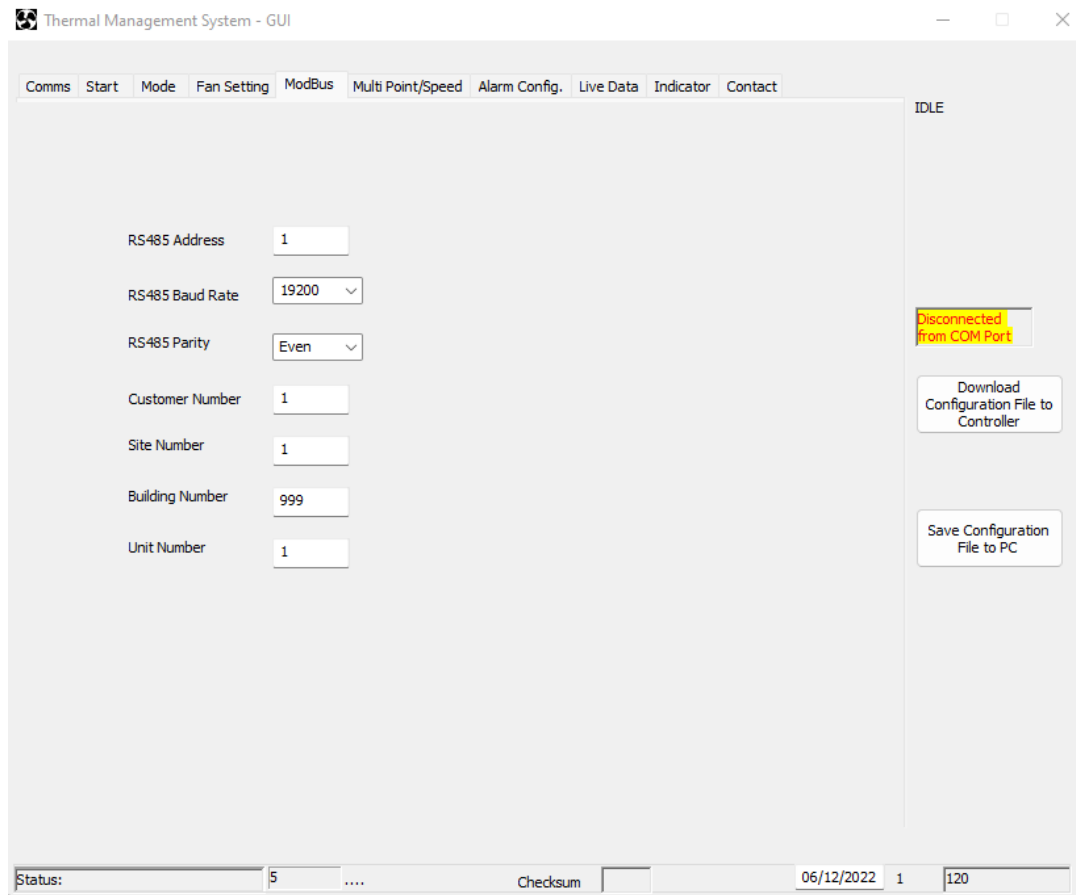 Thermal Management System - GUI
Comms Start Mode Fan Setting ModBus Multi Point/Speed Alarm Config. Live Data Indicator Contact
IDLE
RS485 Address 1
RS485 Baud Rate 19200
RS485 Parity Even
Customer Number 1
Site Number 1
Building Number 999
Unit Number 1
Disconnected
from COM Port
Download
Configuration File to
Controller
Save Configuration
File to PC
Status: 5 .... Checksum 06/12/2022 1 120